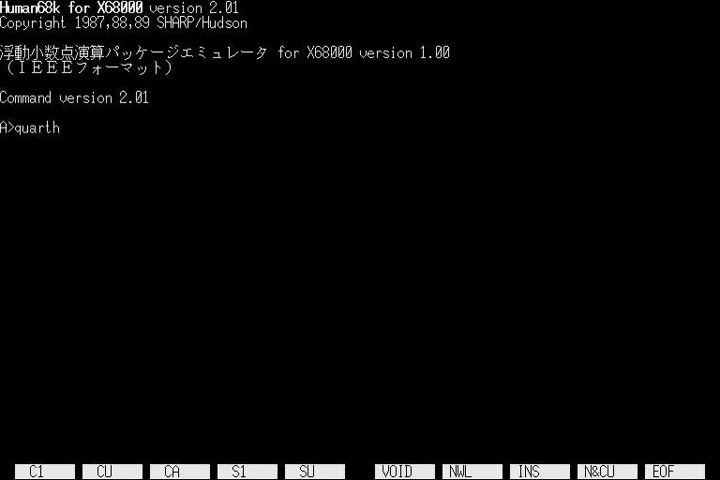 Human68k for X68000 version 2.01
Copyright 1987,88,89 SHARP/Hudson
浮動小数点演算パッケージエミュレータ for X68000 version 1.00
（ＩＥＥＥフォーマット）
Command version 2.01
A>quarth
C1 CU CA S1 SU VOID NWL INS N&CU EOF